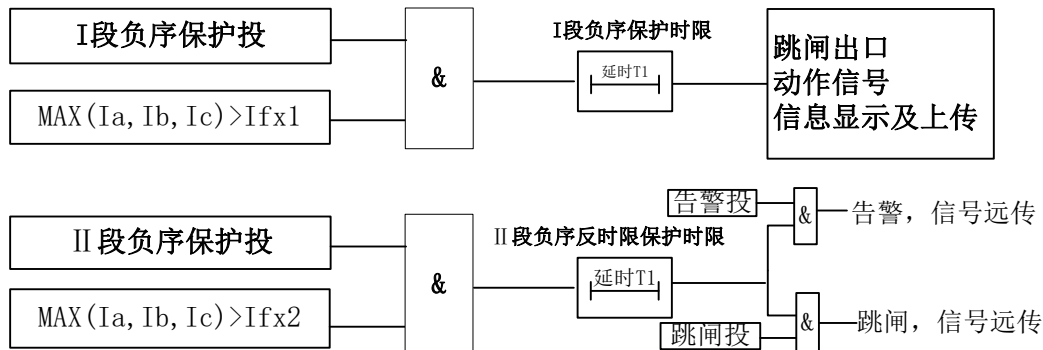 I段负序保护投
MAX(Ia,Ib,Ic)>Ifx1
&
I段负序保护时限
延时T1
跳闸出口
动作信号
信息显示及上传
II段负序保护投
MAX(Ia,Ib,Ic)>Ifx2
&
II段负序反时限保护时限
延时T1
告警投
&
告警，信号远传
跳闸投
&
跳闸，信号远传